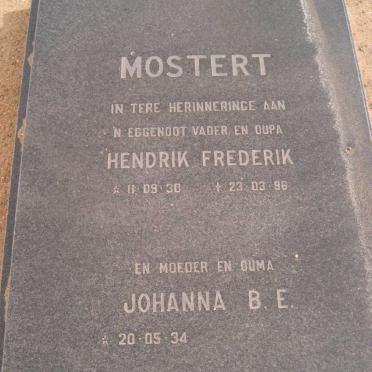 MOSTERT
IN TERE HERINNERINGE AAN
'N EGGENOOT VADER EN OUPA
HENDRIK FREDERIK
☆ 11·09·30 ✝ 23·03·96
EN MOEDER EN OUMA
JOHANNA B.E.
☆ 20·05·34